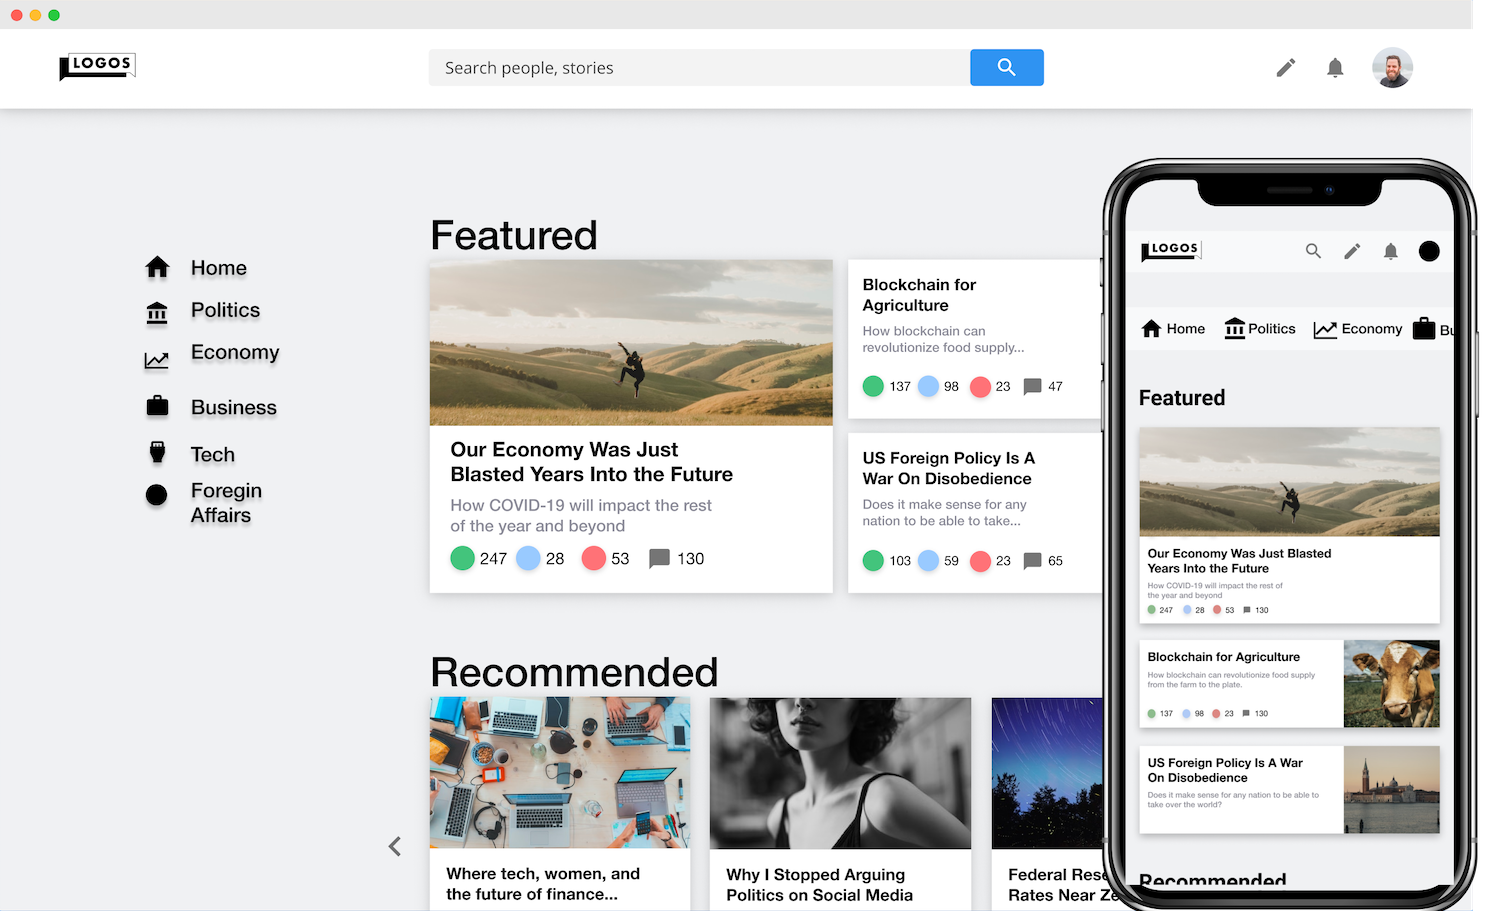 LOGOS
Search people, stories
Featured
Home
Politics
Economy
Business
Tech
Foregin
Affairs
Our Economy Was Just
Blasted Years Into the Future
How COVID-19 will impact the rest
of the year and beyond
247 28 53 130
Blockchain for
Agriculture
How blockchain can
revolutionize food supply...
137 98 23 47
US Foreign Policy Is A
War On Disobedience
Does it make sense for any
nation to be able to take...
103 59 23 65
Recommended
Where tech, women, and
the future of finance...
Why I Stopped Arguing
Politics on Social Media
Federal Rese
Rates Near Ze
LOGOS
Home Politics Economy Bu
Featured
Our Economy Was Just Blasted
Years Into the Future
How COVID-19 will impact the rest of
the year and beyond
247 28 53 130
Blockchain for Agriculture
How blockchain can revolutionize food supply
from the farm to the plate.
137 98 23 130
US Foreign Policy Is A War
On Disobedience
Does it make sense for any nation to be able to
take over the world?
Recommended